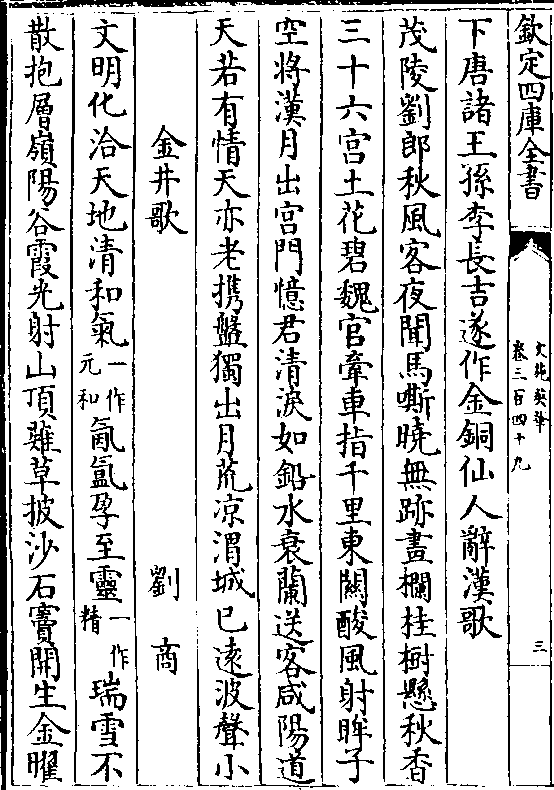 欽定四庫全書
文苑英華
卷三百四十九
三
下唐諸王孫李長吉遂作金銅仙人辭漢歌
茂陵劉郎秋風客夜聞馬嘶曉無跡畫欄桂樹懸秋香
三十六宮土花碧魏官牽車指千里東關酸風射眸子
空將漢月出宮門憶君清淚如鉛水衰蘭送客咸陽道
天若有情天亦老携盤獨出月荒凉渭城已遠波聲小
金井歌 劉商
文明化洽天地清和氣一作元和氤氲孕至靈一作精瑞雪不
散抱層嶺陽谷霞光射山頂薙草披沙石竇開生金曜